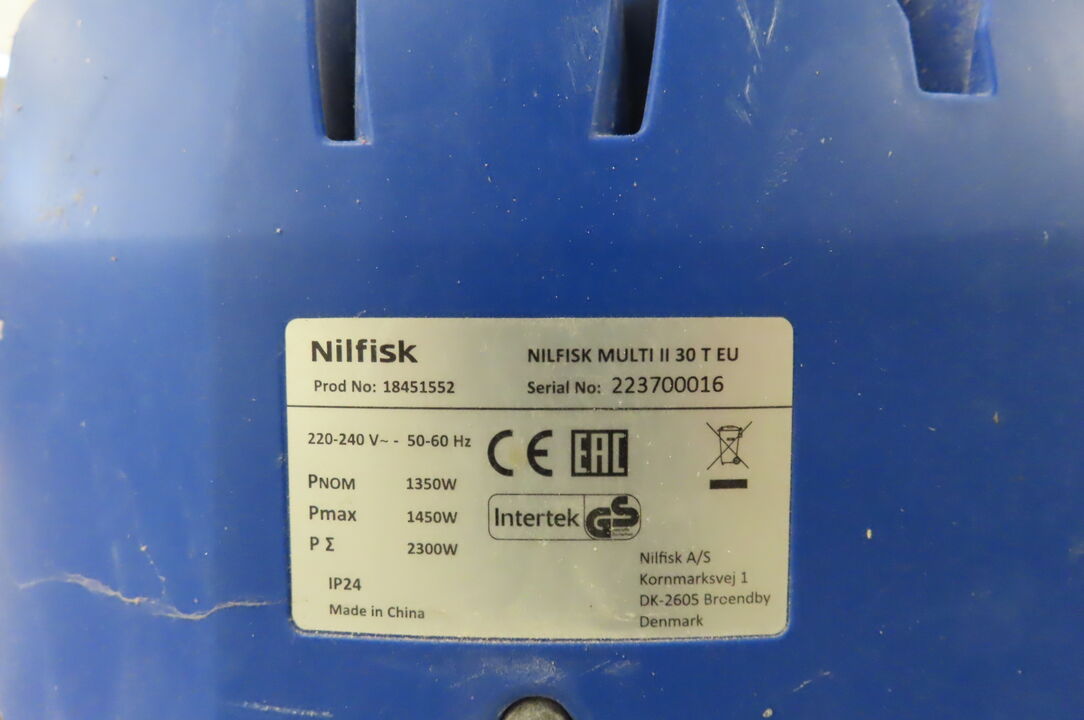 Nilfisk
NILFISK MULTI II 30 T EU
Prod No: 18451552
Serial No: 223700016
220-240 V~ - 50-60 Hz
PNOM 1350W
Pmax 1450W
P Σ 2300W
IP24
Made in China
CE
EAC
Intertek GS
Nilfisk A/S
Kornmarksvej 1
DK-2605 Broendby
Denmark